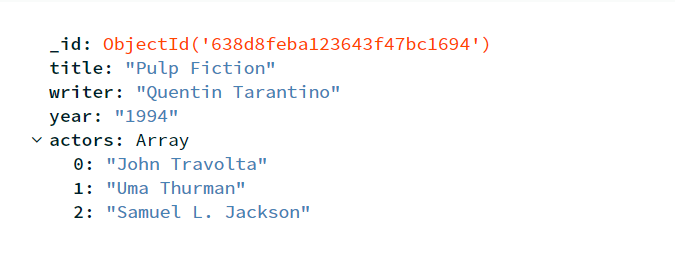 _id: ObjectId('638d8feba123643f47bc1694')
title: "Pulp Fiction"
writer: "Quentin Tarantino"
year: "1994"
actors: Array
0: "John Travolta"
1: "Uma Thurman"
2: "Samuel L. Jackson"